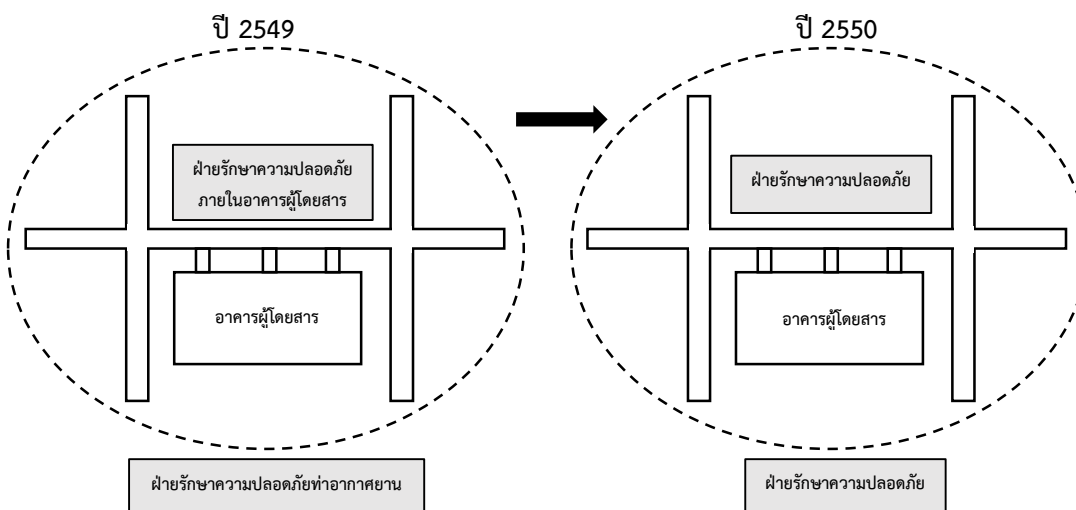 ปี 2549
ปี 2550
ฝ่ายรักษาความปลอดภัย
ภายในอาคารผู้โดยสาร
ฝ่ายรักษาความปลอดภัย
อาคารผู้โดยสาร
อาคารผู้โดยสาร
ฝ่ายรักษาความปลอดภัยท่าอากาศยาน
ฝ่ายรักษาความปลอดภัย